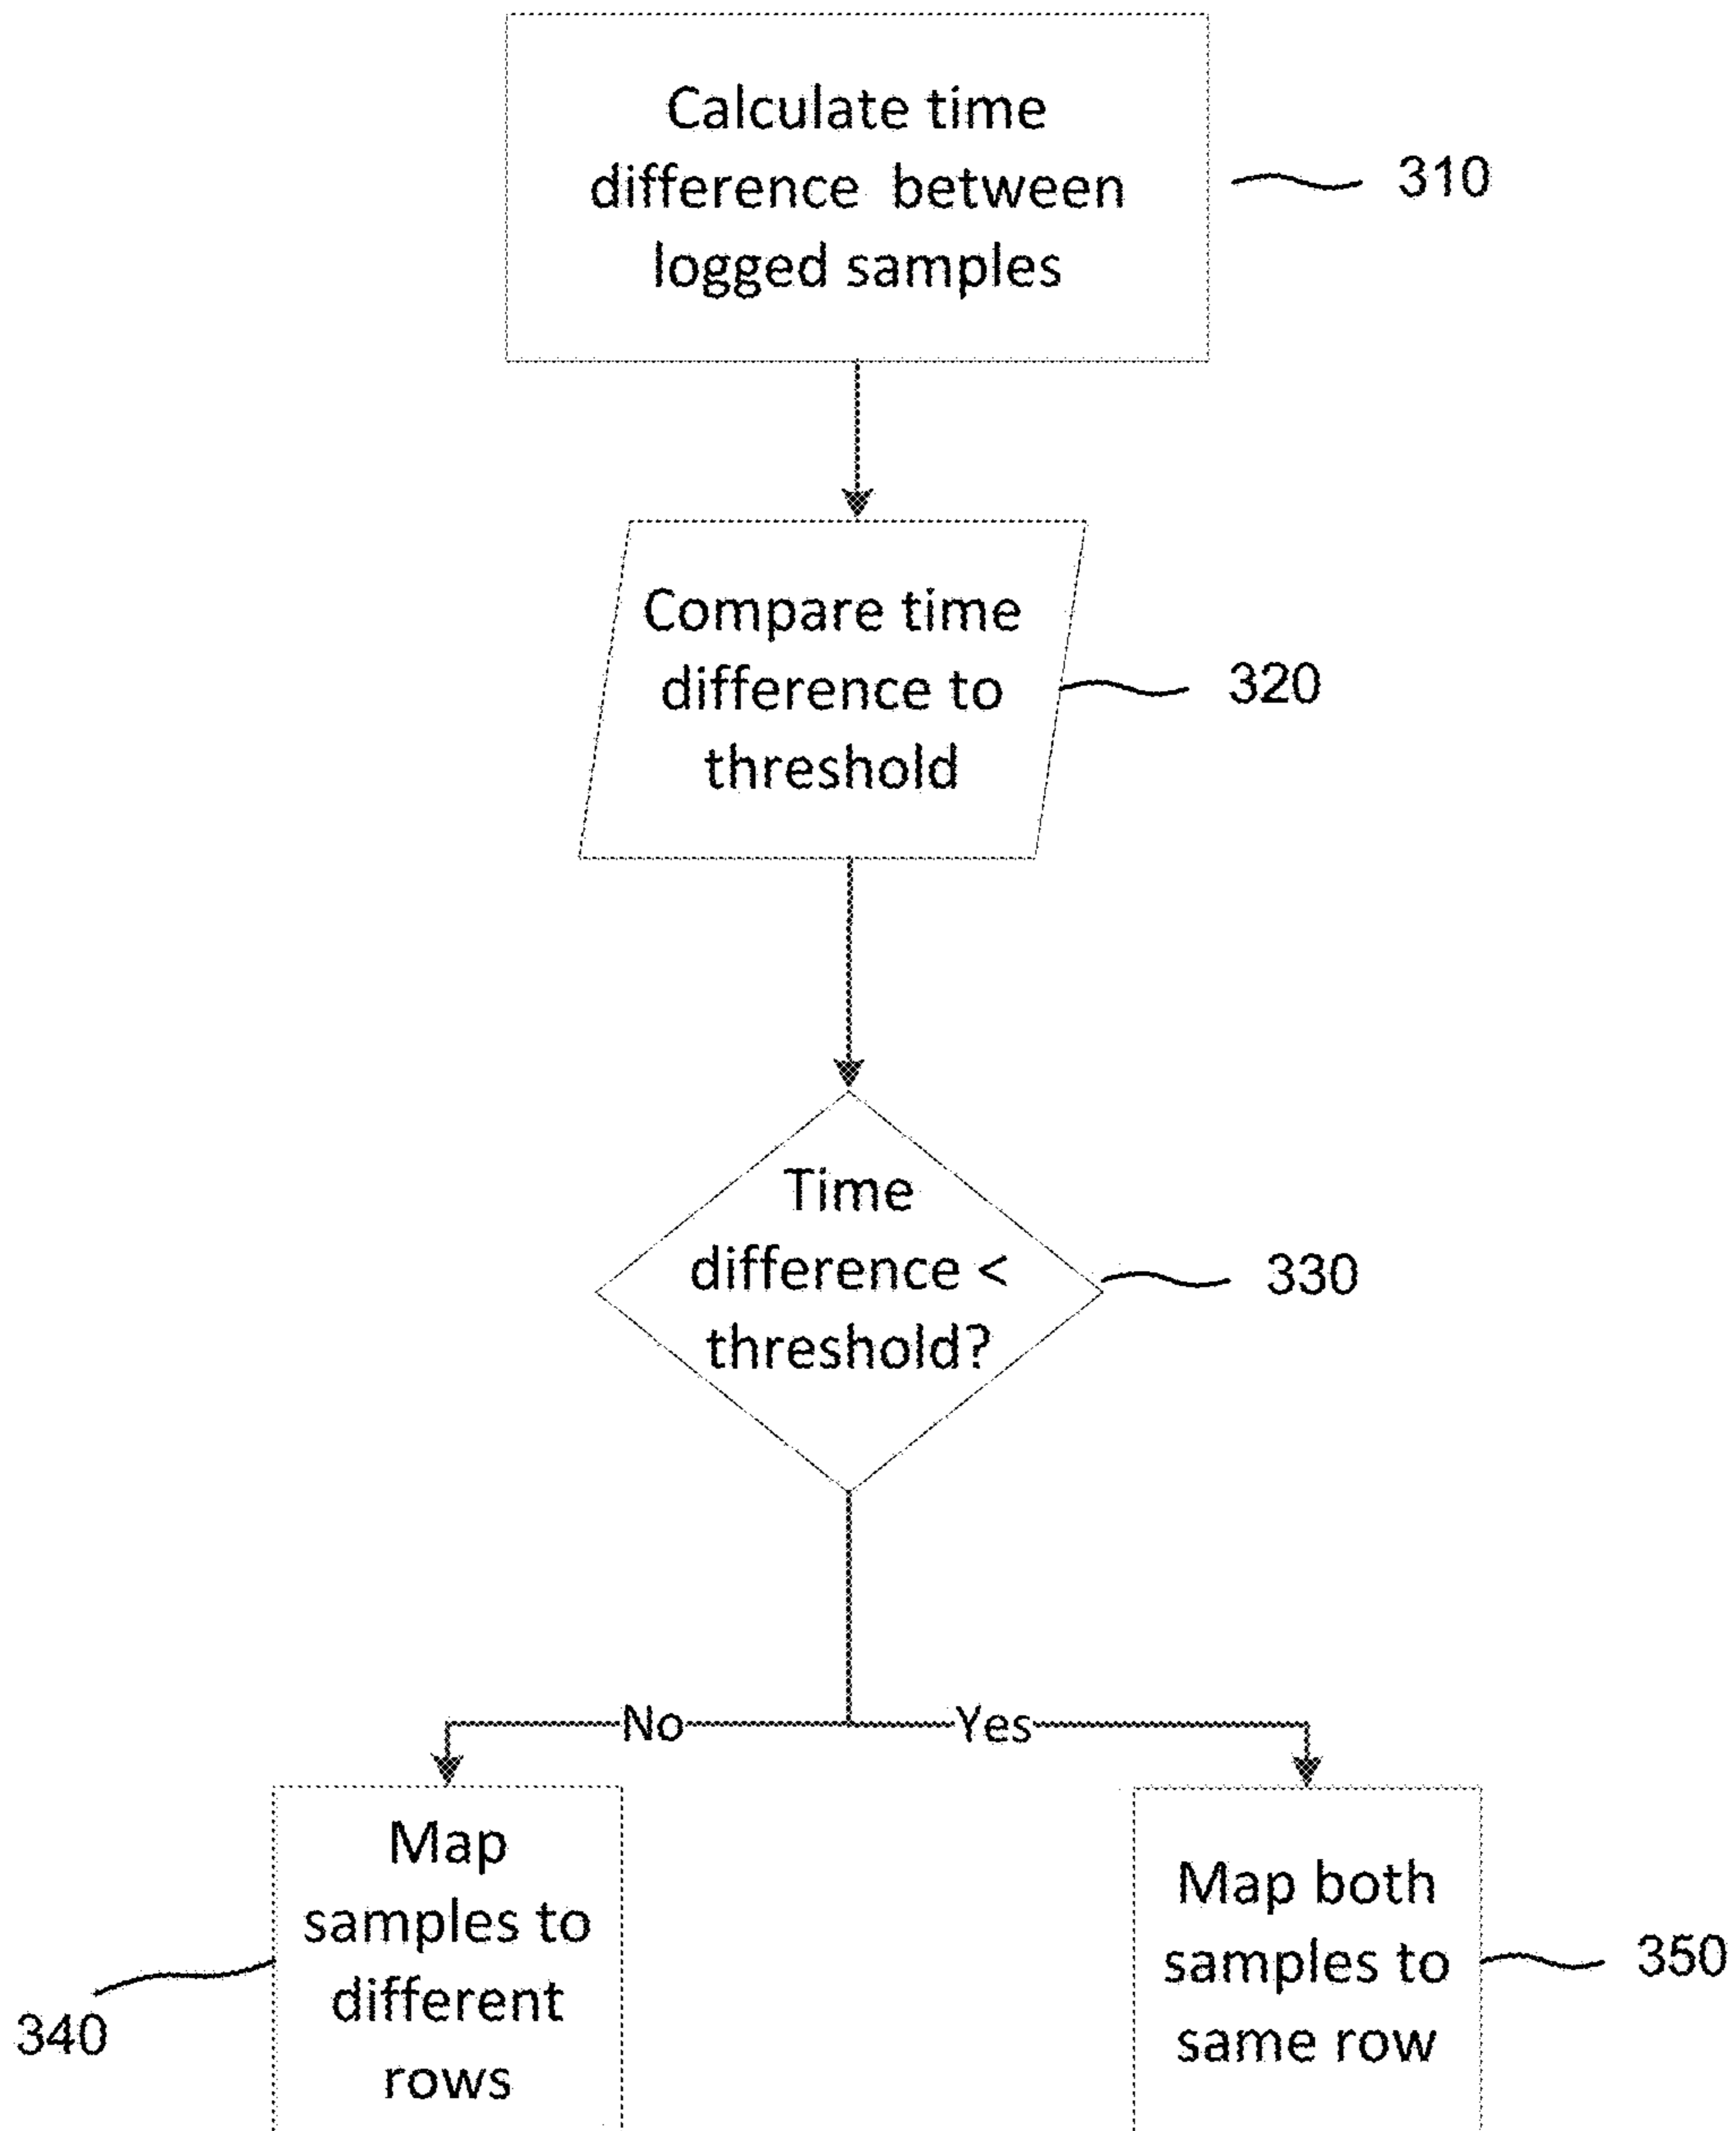 Calculate time
difference between
logged samples
310
Compare time
difference to
threshold
320
Time
difference <
threshold?
330
No
Yes
Map
samples to
different
rows
340
Map both
samples to
same row
350